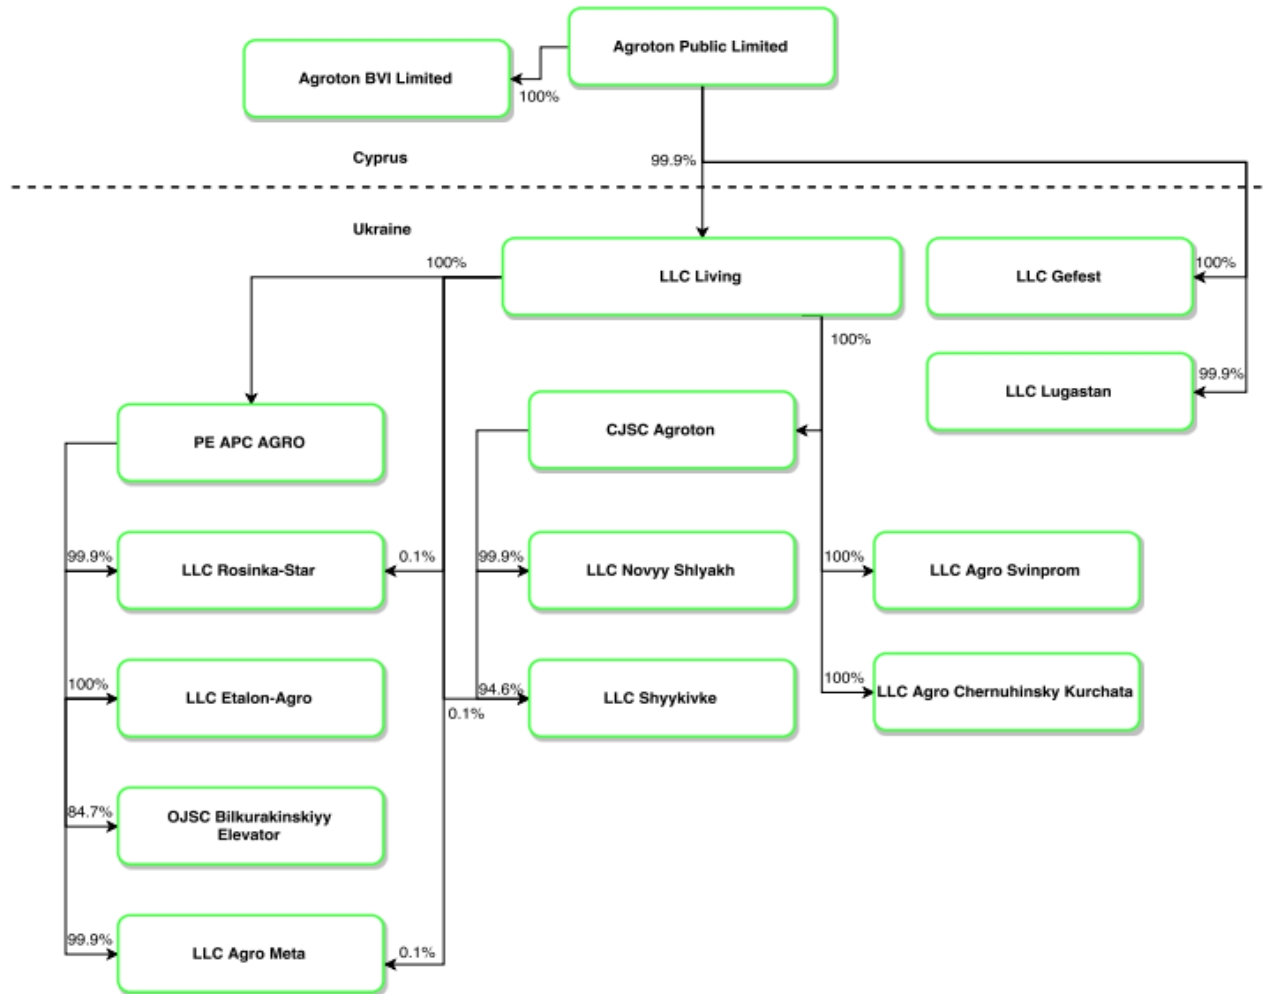 Agroton Public Limited
Agroton BVI Limited
100%
Cyprus
99.9%
Ukraine
100%
LLC Living
LLC Gefest
100%
100%
LLC Lugastan
99.9%
PE APC AGRO
CJSC Agroton
99.9%
LLC Rosinka-Star
0.1%
99.9%
LLC Novyy Shlyakh
100%
LLC Agro Svinprom
100%
LLC Etalon-Agro
0.1%
94.6%
LLC Shyykivke
100%
LLC Agro Chernuhinsky Kurchata
84.7%
OJSC Bilkurakinskiyy
Elevator
99.9%
LLC Agro Meta
0.1%